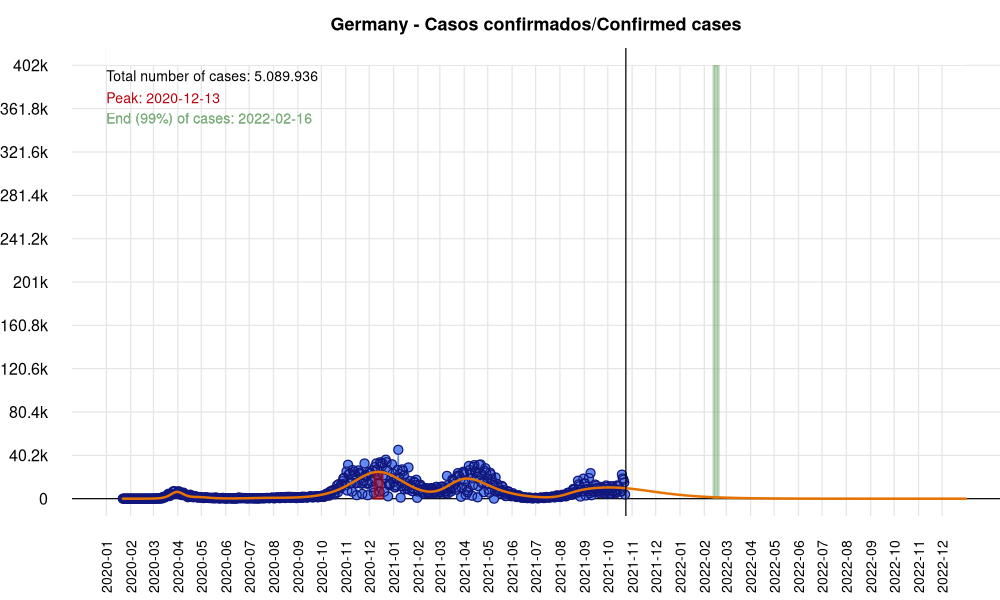 Germany - Casos confirmados/Confirmed cases
Total number of cases: 5.089.936
Peak: 2020-12-13
End (99%) of cases: 2022-02-16
402k
361.8k
321.6k
281.4k
241.2k
201k
160.8k
120.6k
80.4k
40.2k
0
2020-01
2020-02
2020-03
2020-04
2020-05
2020-06
2020-07
2020-08
2020-09
2020-10
2020-11
2020-12
2021-01
2021-02
2021-03
2021-04
2021-05
2021-06
2021-07
2021-08
2021-09
2021-10
2021-11
2021-12
2022-01
2022-02
2022-03
2022-04
2022-05
2022-06
2022-07
2022-08
2022-09
2022-10
2022-11
2022-12